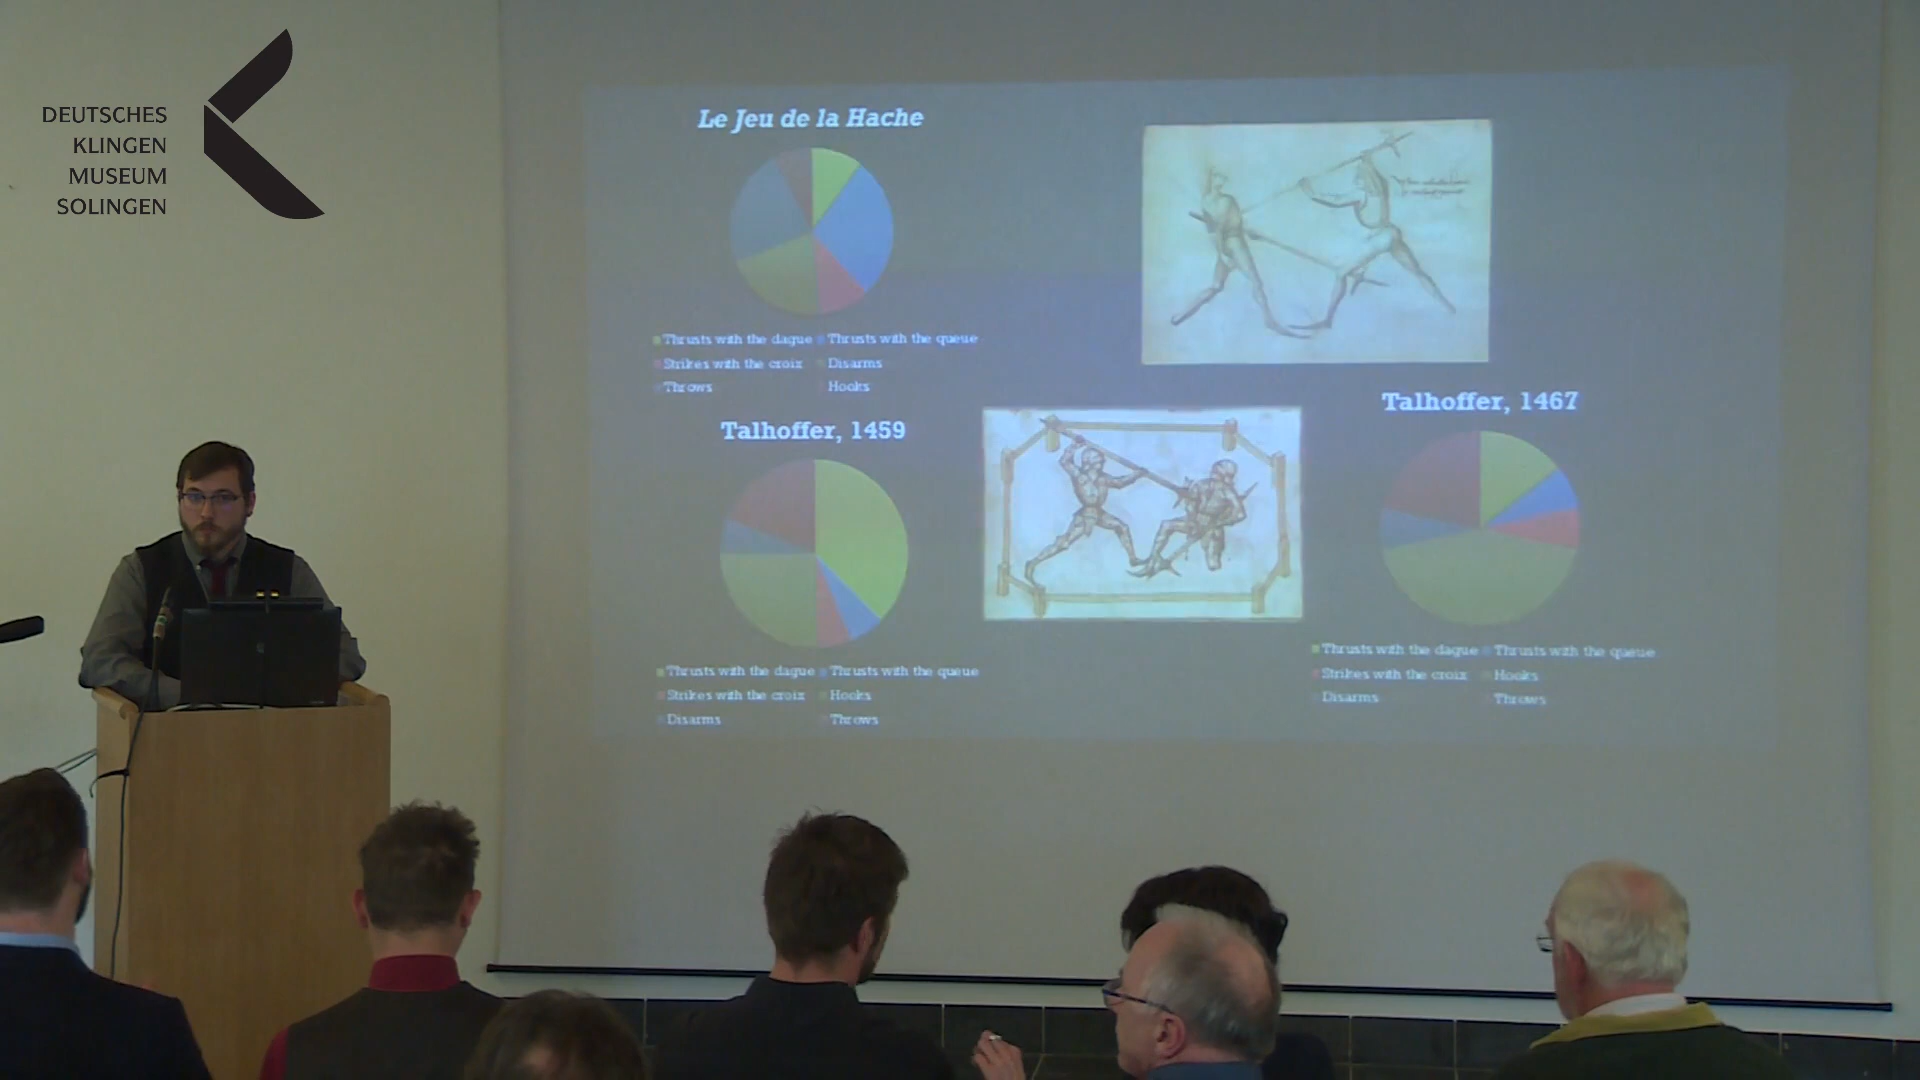 DEUTSCHES
KLINGEN
MUSEUM
SOLINGEN
Le Jeu de la Hache
Thrusts with the dague Thrusts with the queue
Strikes with the croix Disarms
Throws Hooks
Talhoffer, 1459
Thrusts with the dague Thrusts with the queue
Strikes with the croix Hooks
Disarms Throws
Talhoffer, 1467
Thrusts with the dague Thrusts with the queue
Strikes with the croix Hooks
Disarms Throws